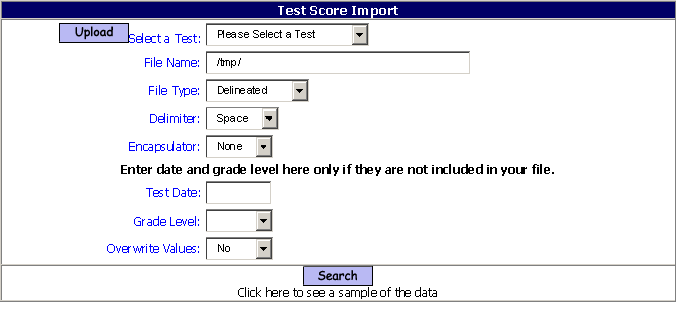 Test Score Import
Upload
Select a Test: Please Select a Test
File Name: /tmp/
File Type: Delineated
Delimiter: Space
Encapsulator: None
Enter date and grade level here only if they are not included in your file.
Test Date:
Grade Level:
Overwrite Values: No
Search
Click here to see a sample of the data